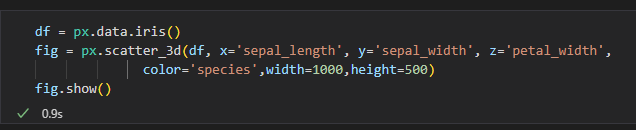 df = px.data.iris()
fig = px.scatter_3d(df, x='sepal_length', y='sepal_width', z='petal_width',
color='species',width=1000,height=500)
fig.show()
0.9s